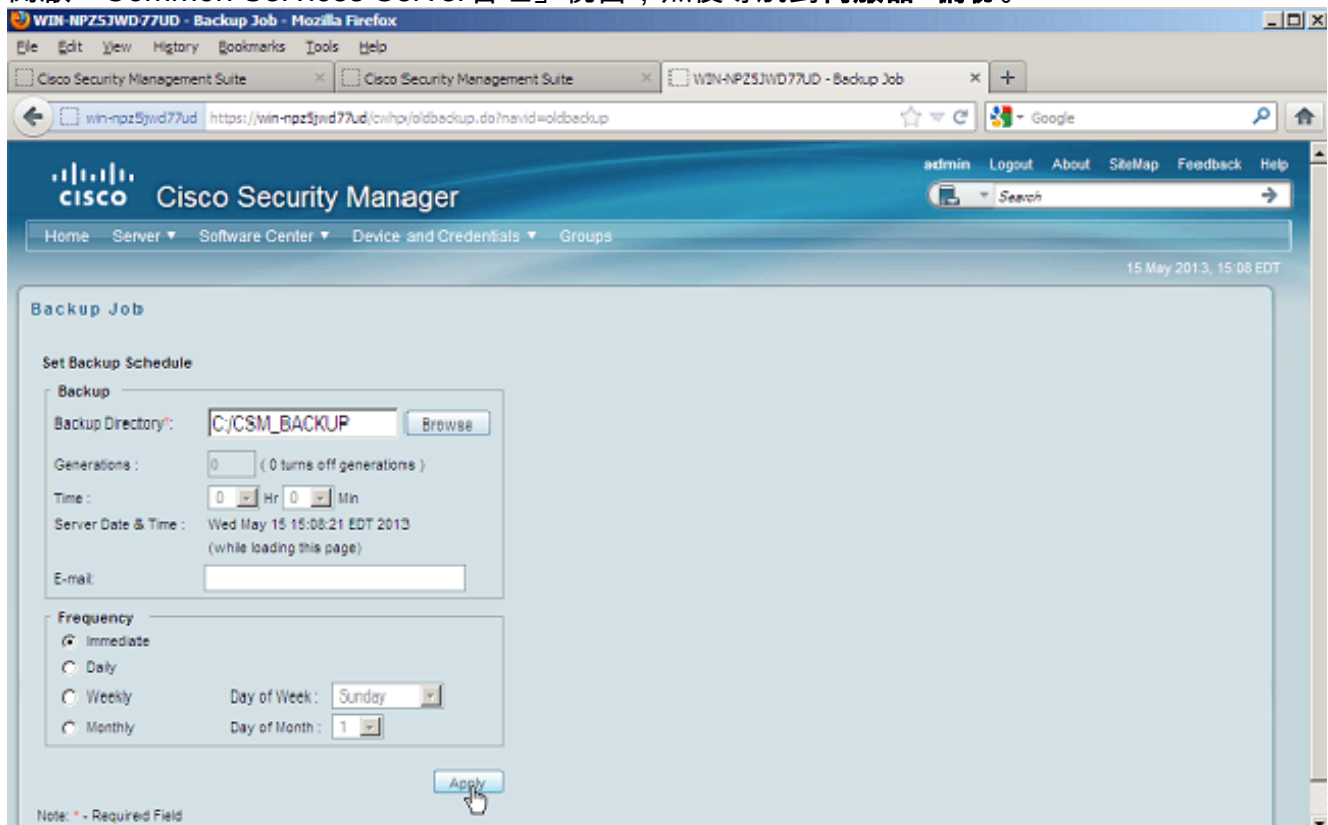 WIN-NPZ5JWD77UD - Backup Job - Mozilla Firefox
File Edit View History Bookmarks Tools Help
Cisco Security Management Suite × Cisco Security Management Suite × WIN-NPZ5JWD77UD - Backup Job × +
win-npz5jwd77ud https://win-npz5jwd77ud/cwhp/oldbackup.do?navid=oldbackup Google
admin Logout About SiteMap Feedback Help
CISCO Cisco Security Manager
Search
Home Server Software Center Device and Credentials Groups
15 May 2013, 15:08 EDT
Backup Job
Set Backup Schedule
Backup
Backup Directory*: C:/CSM_BACKUP Browse
Generations : 0 ( 0 turns off generations )
Time : 0 Hr 0 Min
Server Date & Time : Wed May 15 15:08:21 EDT 2013
(while loading this page)
E-mail:
Frequency
Immediate
Daily
Weekly Day of Week : Sunday
Monthly Day of Month : 1
Apply
Note: * - Required Field